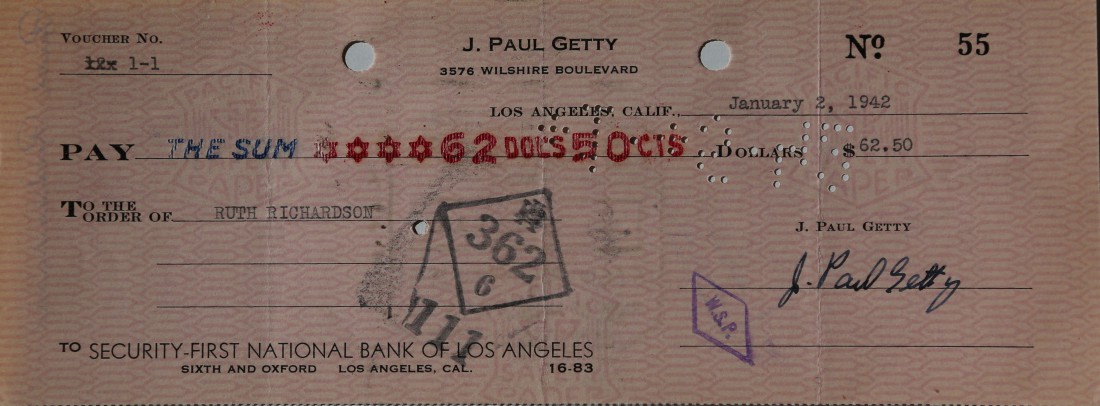 VOUCHER NO.
12x 1-1
J. PAUL GETTY
3576 WILSHIRE BOULEVARD
Nº 55
LOS ANGELES, CALIF., January 2, 1942
PAY THE SUM 62 DOL'S 50 CTS DOLLARS $ 62.50
TO THE ORDER OF RUTH RICHARDSON
J. PAUL GETTY
J. Paul Getty
362
6
111
W.S.P.
TO SECURITY-FIRST NATIONAL BANK OF LOS ANGELES
SIXTH AND OXFORD LOS ANGELES, CAL. 16-83